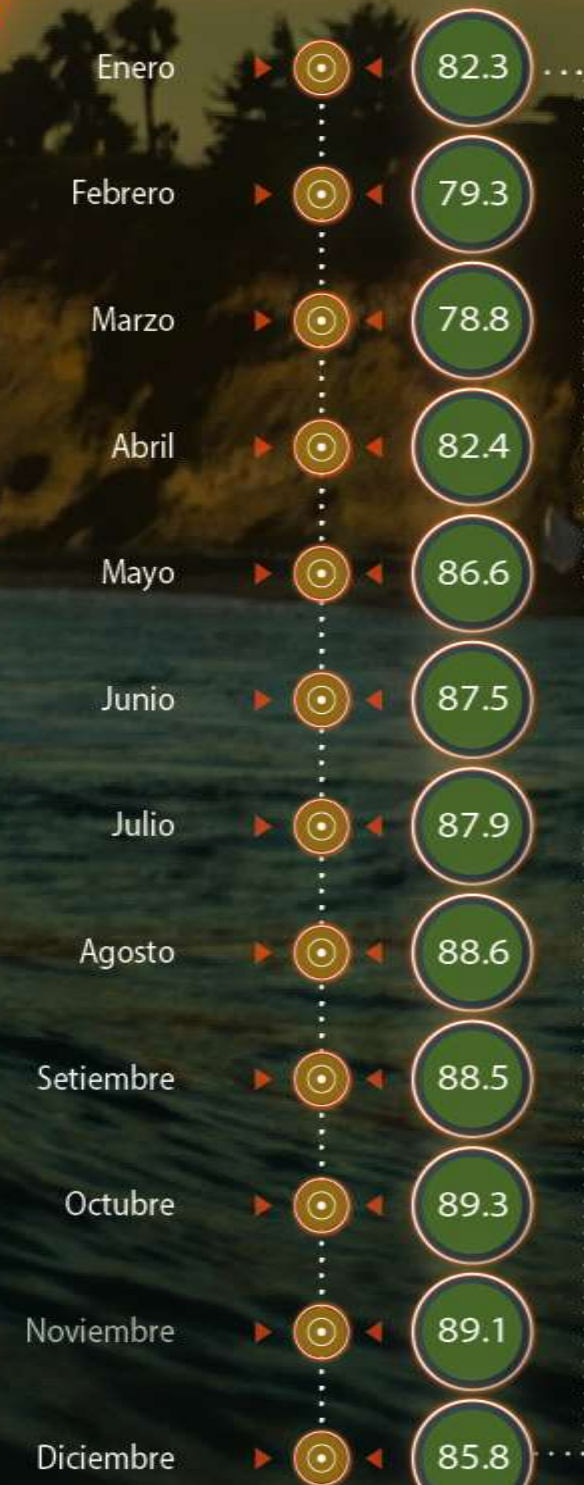 Enero 82.3
Febrero 79.3
Marzo 78.8
Abril 82.4
Mayo 86.6
Junio 87.5
Julio 87.9
Agosto 88.6
Setiembre 88.5
Octubre 89.3
Noviembre 89.1
Diciembre 85.8